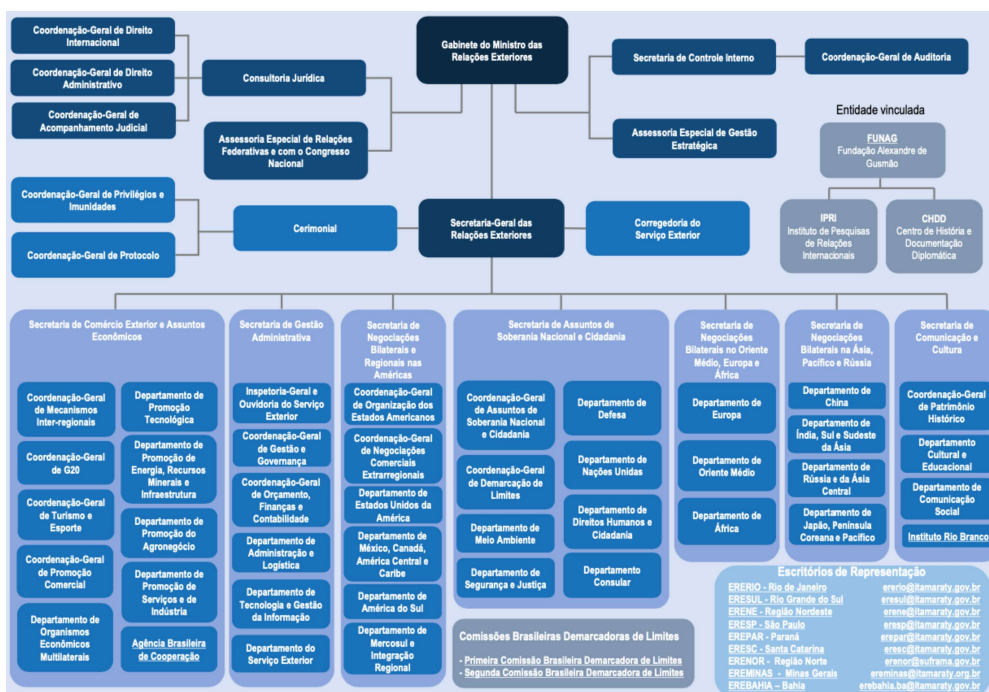 Coordenação-Geral de Direito
Internacional
Coordenação-Geral de Direito
Administrativo
Coordenação-Geral de
Acompanhamento Judicial
Consultoria Jurídica
Assessoria Especial de Relações
Federativas e com o Congresso
Nacional
Gabinete do Ministro das
Relações Exteriores
Secretaria de Controle Interno
Coordenação-Geral de Auditoria
Assessoria Especial de Gestão
Estratégica
Entidade vinculada
FUNAG
Fundação Alexandre de
Gusmão
IPRI
Instituto de Pesquisas
de Relações
Internacionais
CHDD
Centro de História e
Documentação
Diplomática
Coordenação-Geral de Privilégios e
Imunidades
Coordenação-Geral de Protocolo
Cerimonial
Secretaria-Geral das
Relações Exteriores
Corregedoria do
Serviço Exterior
Secretaria de Comércio Exterior e Assuntos
Econômicos
Coordenação-Geral
de Mecanismos
Inter-regionais
Coordenação-Geral
de G20
Coordenação-Geral
de Turismo e
Esporte
Coordenação-Geral
de Promoção
Comercial
Departamento de
Organismos
Econômicos
Multilaterais
Departamento de
Promoção
Tecnológica
Departamento de
Promoção de
Energia, Recursos
Minerais e
Infraestrutura
Departamento de
Promoção do
Agronegócio
Departamento de
Promoção de
Serviços e de
Indústria
Agência Brasileira
de Cooperação
Secretaria de Gestão
Administrativa
Inspetoria-Geral e
Ouvidoria do Serviço
Exterior
Coordenação-Geral
de Gestão e
Governança
Coordenação-Geral
de Orçamento,
Finanças e
Contabilidade
Departamento de
Administração e
Logística
Departamento de
Tecnologia e Gestão
da Informação
Departamento do
Serviço Exterior
Secretaria de
Negociações
Bilaterais e
Regionais nas
Américas
Coordenação-Geral
de Organização dos
Estados Americanos
Coordenação-Geral
de Negociações
Comerciais
Extrarregionais
Departamento de
Estados Unidos da
América
Departamento de
México, Canadá,
América Central e
Caribe
Departamento de
América do Sul
Departamento de
Mercosul e
Integração
Regional
Secretaria de Assuntos de
Soberania Nacional e Cidadania
Coordenação-Geral
de Assuntos de
Soberania Nacional
e Cidadania
Coordenação-Geral
de Demarcação de
Limites
Departamento de
Meio Ambiente
Departamento de
Segurança e Justiça
Departamento de
Defesa
Departamento de
Nações Unidas
Departamento de
Direitos Humanos e
Cidadania
Departamento
Consular
Secretaria de
Negociações
Bilaterais no Oriente
Médio, Europa e
África
Departamento de
Europa
Departamento de
Oriente Médio
Departamento de
África
Secretaria de
Negociações
Bilaterais na Ásia,
Pacífico e Rússia
Departamento de
China
Departamento de
Índia, Sul e Sudeste
da Ásia
Departamento de
Rússia e da Ásia
Central
Departamento de
Japão, Península
Coreana e Pacífico
Secretaria de
Comunicação e
Cultura
Coordenação-Geral
de Patrimônio
Histórico
Departamento
Cultural e
Educacional
Departamento de
Comunicação
Social
Instituto Rio Branco
Comissões Brasileiras Demarcadoras de Limites
- Primeira Comissão Brasileira Demarcadora de Limites
- Segunda Comissão Brasileira Demarcadora de Limites
Escritórios de Representação
ERERIO - Rio de Janeiro ererio@itamaraty.gov.br
ERESUL - Rio Grande do Sul eresul@itamaraty.gov.br
ERENE - Região Nordeste erene@itamaraty.gov.br
ERESP - São Paulo eresp@itamaraty.gov.br
EREPAR - Paraná erepar@itamaraty.gov.br
ERESC - Santa Catarina eresc@itamaraty.gov.br
ERENOR - Região Norte erenor@suframa.gov.br
EREMINAS - Minas Gerais ereminas@itamaraty.org.br
EREBAHIA – Bahia erebahia.ba@itamaraty.gov.br